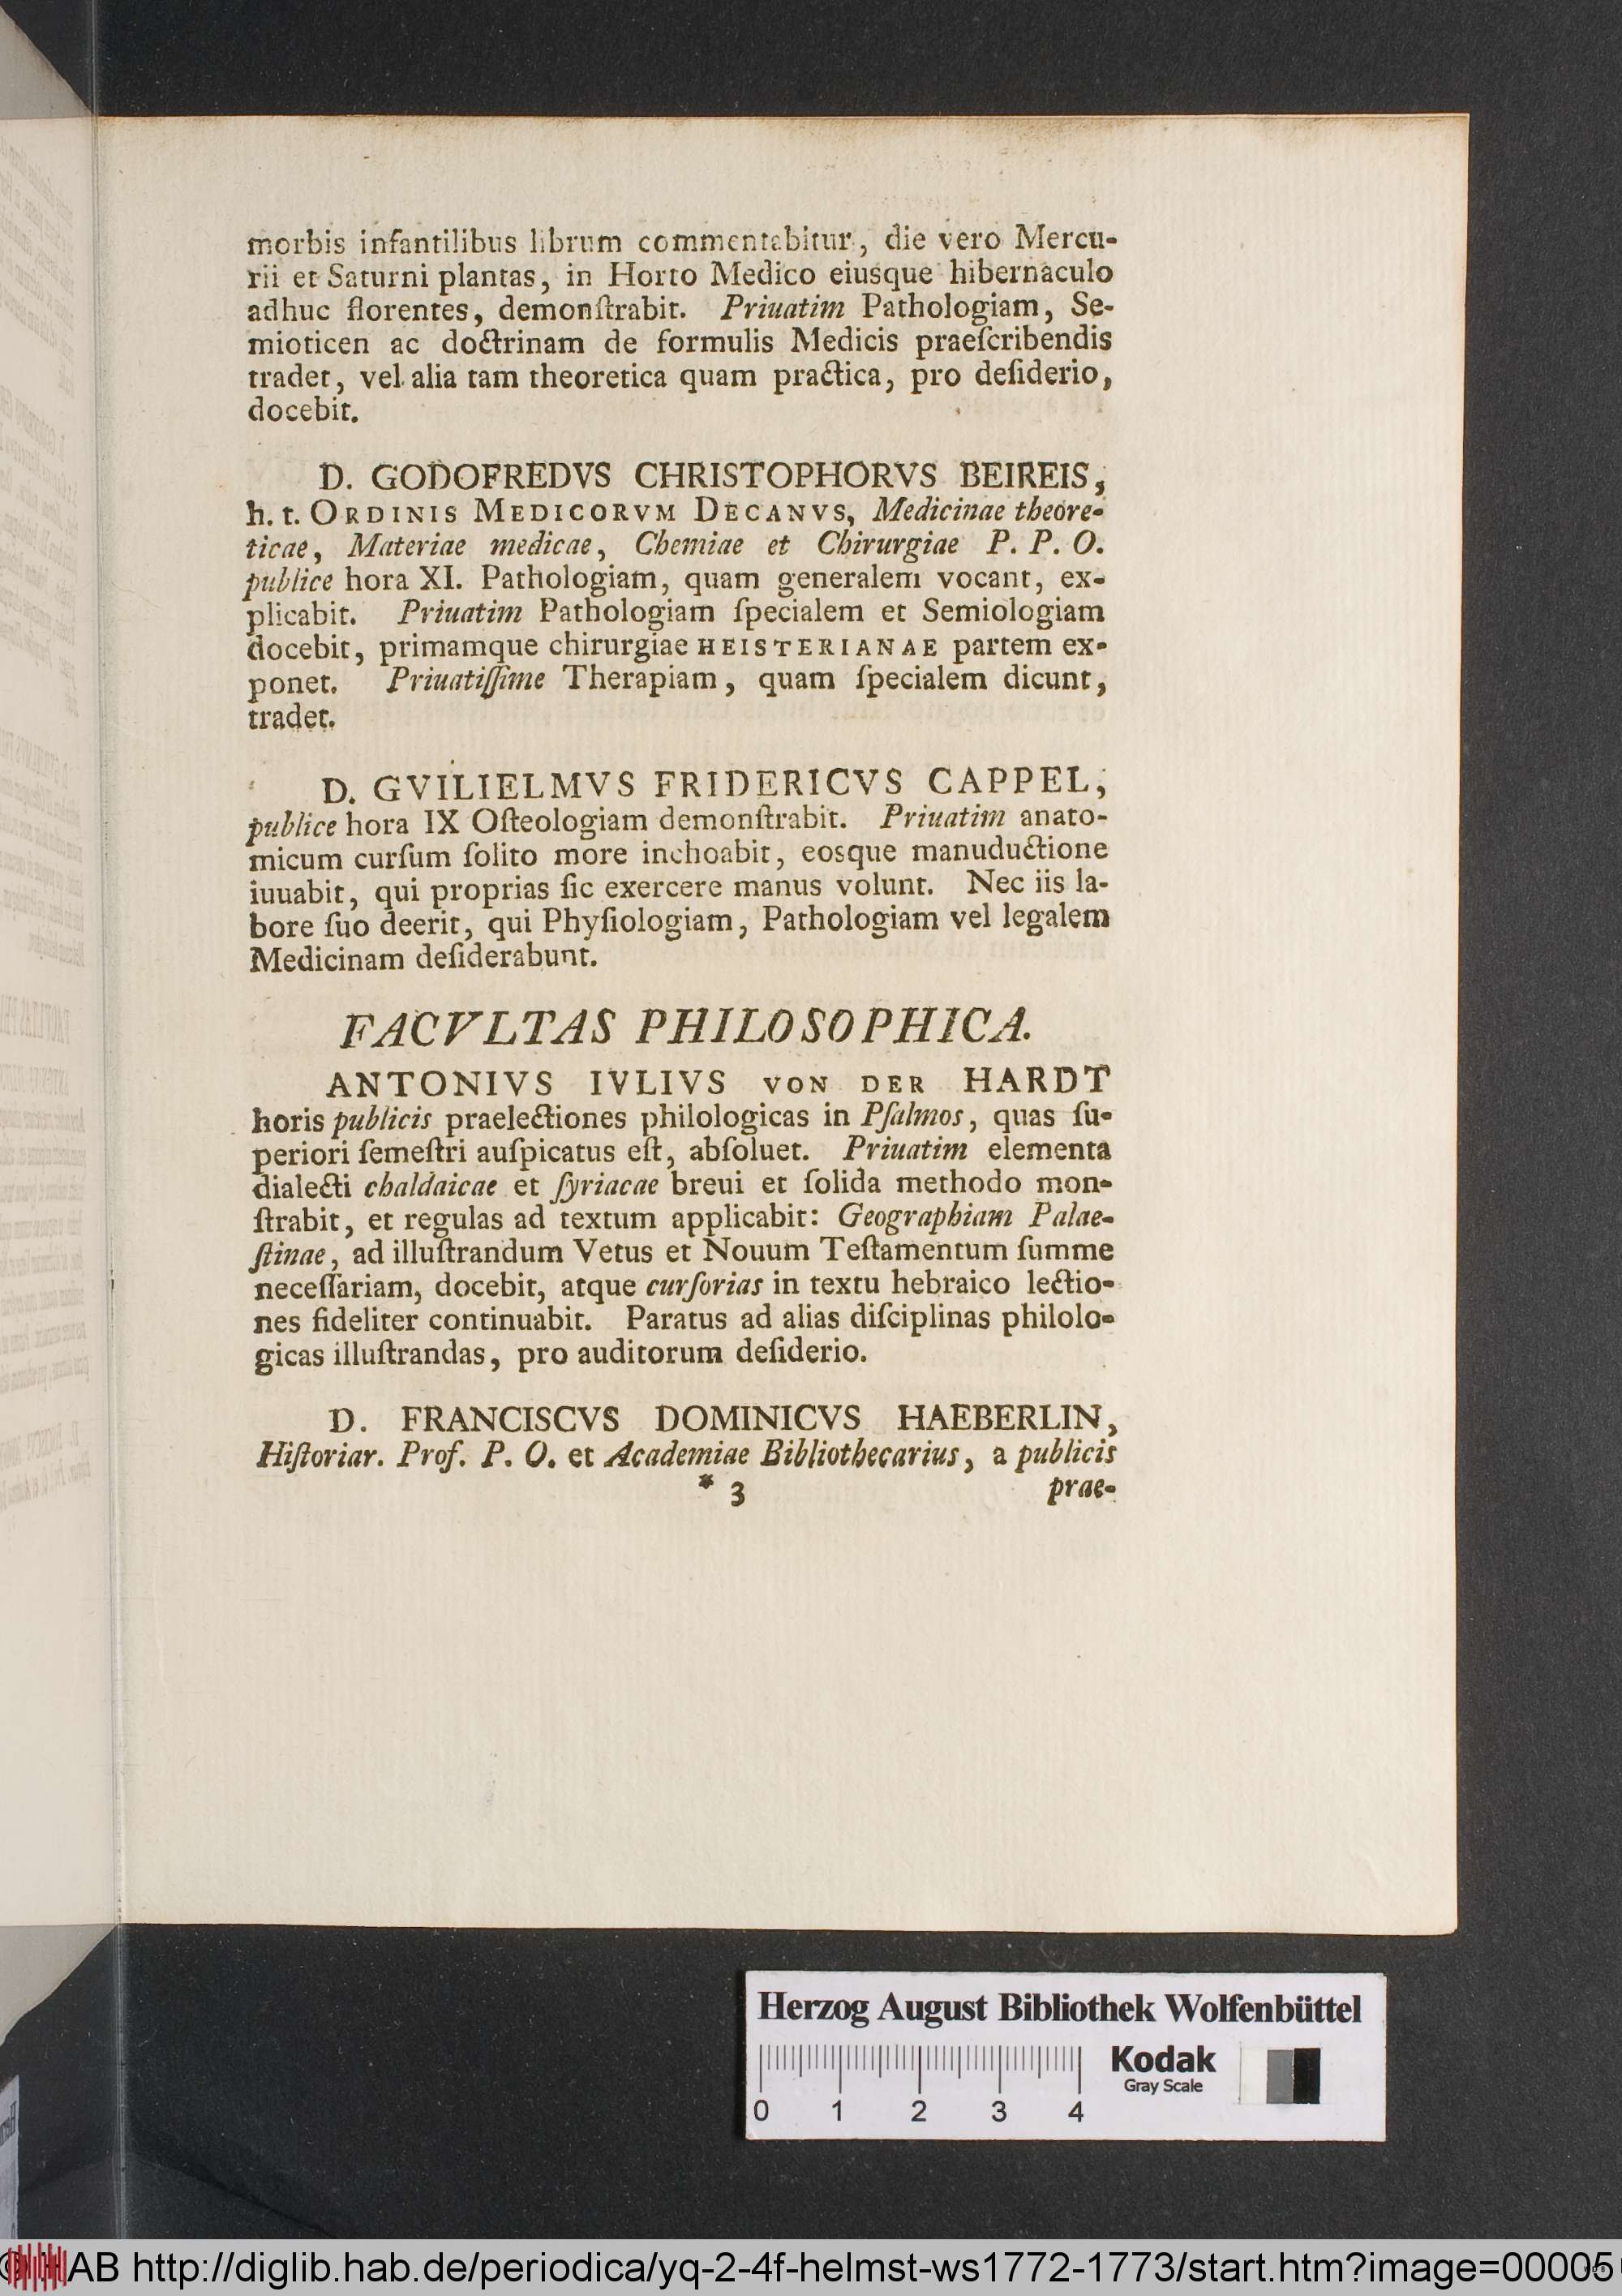 morbis infantilibus librum commentabitur, die vero Mercu-
rii et Saturni plantas, in Horto Medico eiusque hibernaculo
adhuc florentes, demonſtrabit. Priuatim Pathologiam, Se-
mioticen ac doctrinam de formulis Medicis praeſcribendis
tradet, vel alia tam theoretica quam practica, pro deſiderio,
docebit.
D. GODOFREDVS CHRISTOPHORVS BEIREIS,
h. t. ORDINIS MEDICORVM DECANVS, Medicinae theore-
ticae, Materiae medicae, Chemiae et Chirurgiae P. P. O.
publice hora XI. Pathologiam, quam generalem vocant, ex-
plicabit. Priuatim Pathologiam ſpecialem et Semiologiam
docebit, primamque chirurgiae HEISTERIANAE partem ex-
ponet. Priuatiſſime Therapiam, quam ſpecialem dicunt,
tradet.
D. GVILIELMVS FRIDERICVS CAPPEL,
publice hora IX Oſteologiam demonſtrabit. Priuatim anato-
micum curſum ſolito more inchoabit, eosque manuductione
iuuabit, qui proprias ſic exercere manus volunt. Nec iis la-
bore ſuo deerit, qui Phyſiologiam, Pathologiam vel legalem
Medicinam deſiderabunt.
FACVLTAS PHILOSOPHICA.
ANTONIVS IVLIVS VON DER HARDT
horis publicis praelectiones philologicas in Pſalmos, quas ſu-
periori ſemeſtri auſpicatus eſt, abſoluet. Priuatim elementa
dialecti chaldaicae et ſyriacae breui et ſolida methodo mon-
ſtrabit, et regulas ad textum applicabit: Geographiam Palae-
ſtinae, ad illuſtrandum Vetus et Nouum Teſtamentum ſumme
neceſſariam, docebit, atque curſorias in textu hebraico lectio-
nes fideliter continuabit. Paratus ad alias diſciplinas philolo-
gicas illuſtrandas, pro auditorum deſiderio.
D. FRANCISCVS DOMINICVS HAEBERLIN,
Hiſtoriar. Prof. P. O. et Academiae Bibliothecarius, a publicis
* 3 prae-
Herzog August Bibliothek Wolfenbüttel
Kodak
Gray Scale
0 1 2 3 4
© HAB http://diglib.hab.de/periodica/yq-2-4f-helmst-ws1772-1773/start.htm?image=00005